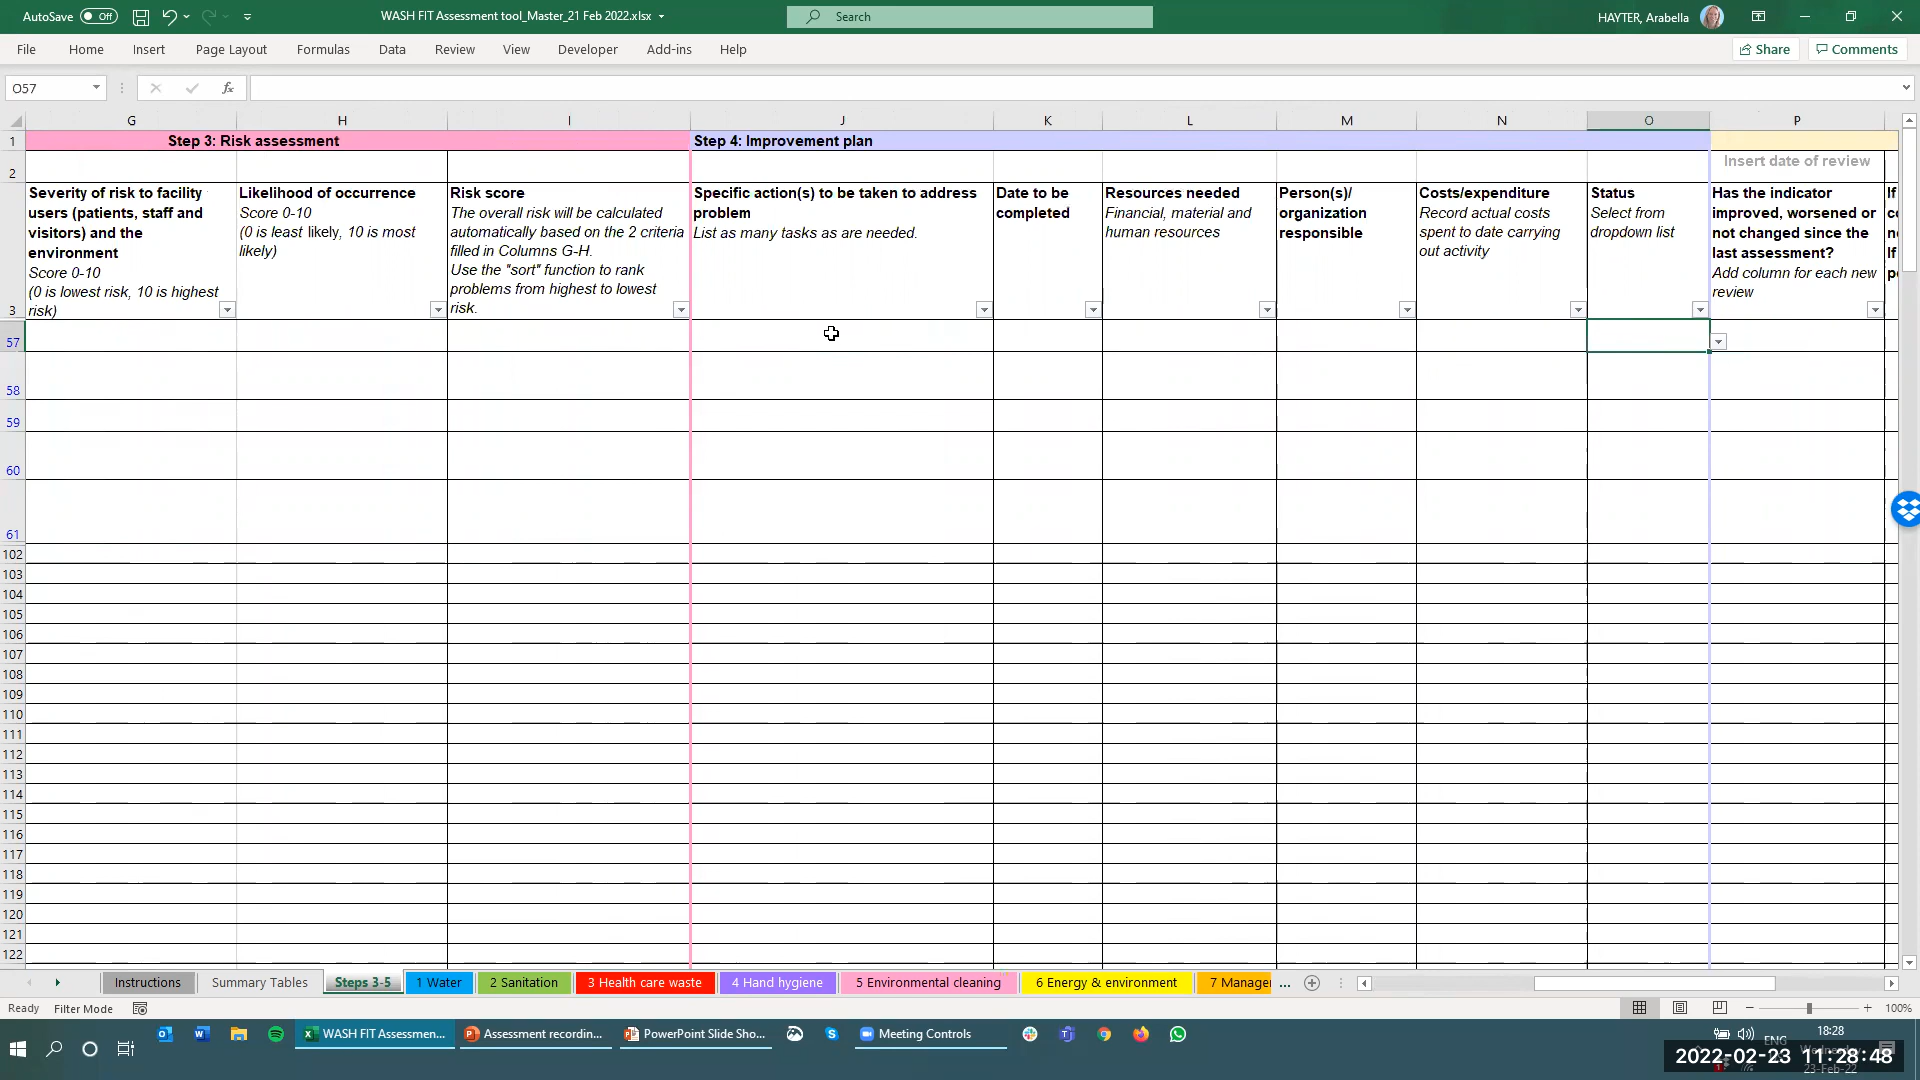 AutoSave Off
WASH FIT Assessment tool_Master_21 Feb 2022.xlsx
Search
HAYTER, Arabella
File Home Insert Page Layout Formulas Data Review View Developer Add-ins Help
Share Comments
O57
fx
G H I J K L M N O P
1 Step 3: Risk assessment Step 4: Improvement plan
2 Insert date of review
Severity of risk to facility
users (patients, staff and
visitors) and the
environment
Score 0-10
(0 is lowest risk, 10 is highest
risk)
Likelihood of occurrence
Score 0-10
(0 is least likely, 10 is most
likely)
Risk score
The overall risk will be calculated
automatically based on the 2 criteria
filled in Columns G-H.
Use the "sort" function to rank
problems from highest to lowest
risk.
Specific action(s) to be taken to address
problem
List as many tasks as are needed.
Date to be
completed
Resources needed
Financial, material and
human resources
Person(s)/
organization
responsible
Costs/expenditure
Record actual costs
spent to date carrying
out activity
Status
Select from
dropdown list
Has the indicator
improved, worsened or
not changed since the
last assessment?
Add column for each new
review
If
3
57
58
59
60
61
102
103
104
105
106
107
108
109
110
111
112
113
114
115
116
117
118
119
120
121
122
Instructions Summary Tables Steps 3-5 1 Water 2 Sanitation 3 Health care waste 4 Hand hygiene 5 Environmental cleaning 6 Energy & environment 7 Manager ...
Ready Filter Mode 100%
WASH FIT Assessmen... Assessment recordin... PowerPoint Slide Sho... Meeting Controls
18:28
ENG
2022-02-23 11:28:48
23-Feb-22